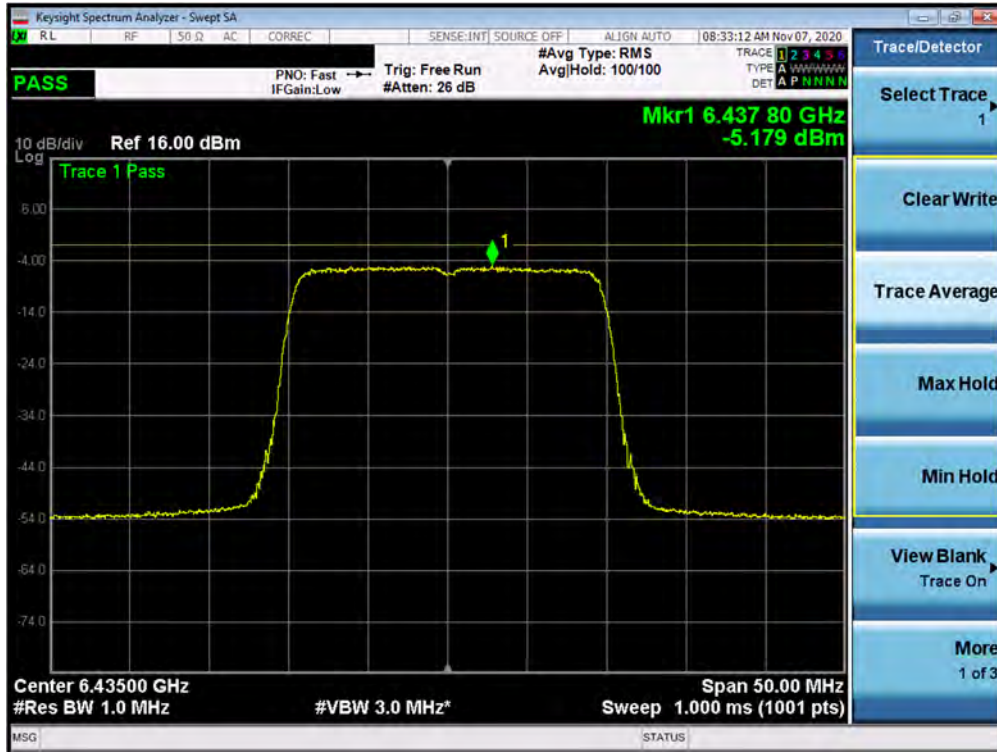 Keysight Spectrum Analyzer - Swept SA
RL RF 50 Ω AC CORREC SENSE:INT SOURCE OFF ALIGN AUTO 08:33:12 AM Nov 07, 2020
PASS
PNO: Fast
IFGain:Low
Trig: Free Run
#Atten: 26 dB
#Avg Type: RMS
Avg|Hold: 100/100
TRACE 1 2 3 4 5 6
TYPE A WWWWW
DET A P N N N N
Mkr1 6.437 80 GHz
-5.179 dBm
10 dB/div Ref 16.00 dBm
Log
Trace 1 Pass
1
6.00
-4.00
-14.0
-24.0
-34.0
-44.0
-54.0
-64.0
-74.0
Center 6.43500 GHz
Span 50.00 MHz
#Res BW 1.0 MHz
#VBW 3.0 MHz*
Sweep 1.000 ms (1001 pts)
MSG
STATUS
Trace/Detector
Select Trace
1
Clear Write
Trace Average
Max Hold
Min Hold
View Blank
Trace On
More
1 of 3